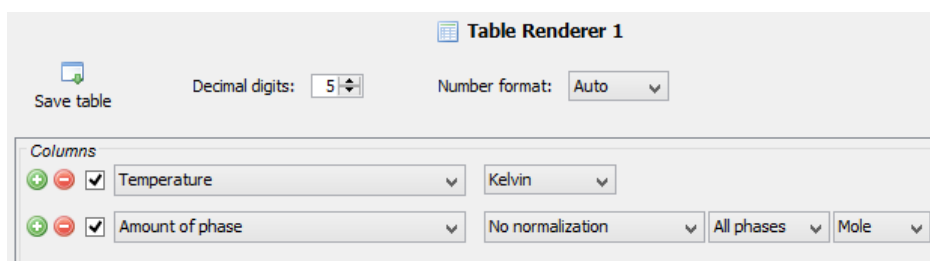 Table Renderer 1
Save table
Decimal digits: 5
Number format: Auto
Columns
Temperature Kelvin
Amount of phase No normalization All phases Mole